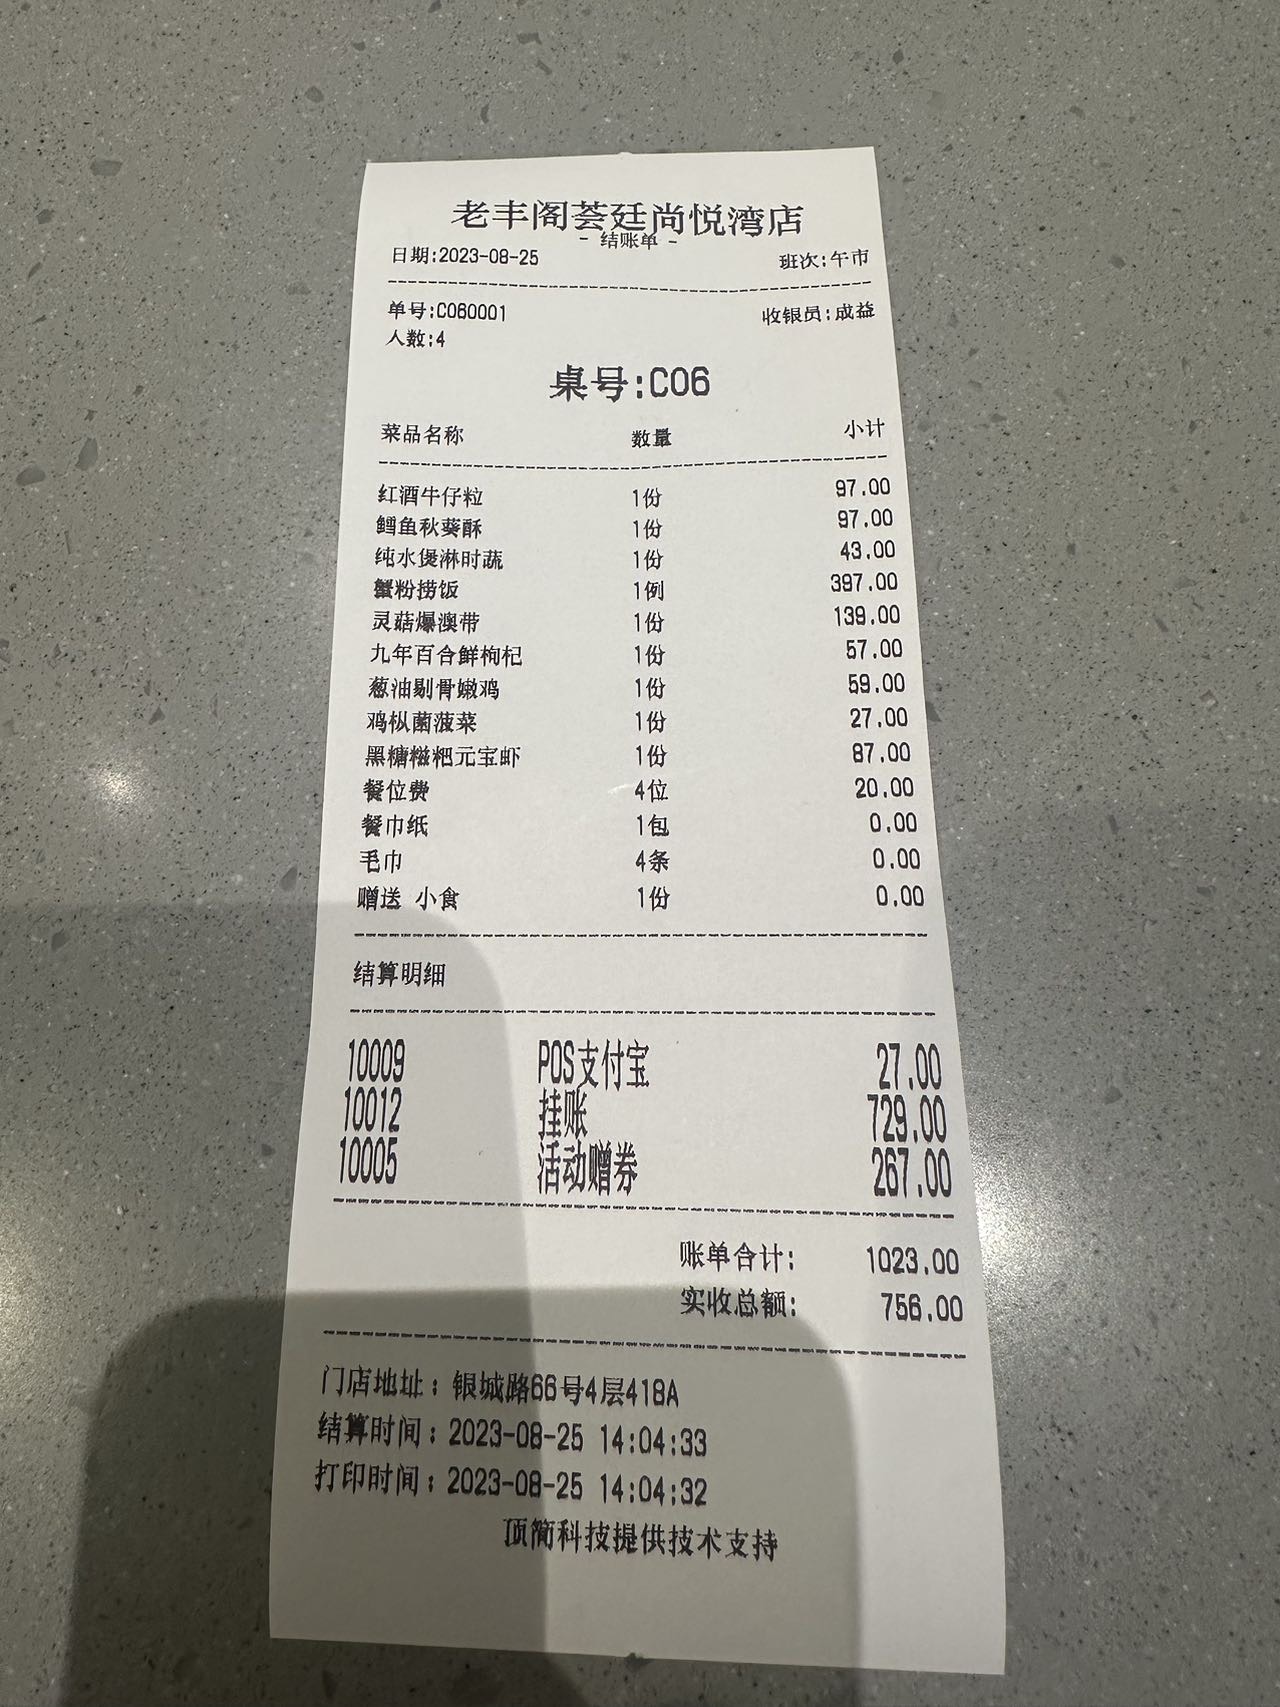 老丰阁荟廷尚悦湾店
- 结账单 -
日期:2023-08-25 班次:午市
单号:C060001 收银员:成益
人数:4
桌号:C06
菜品名称 数量 小计
红酒牛仔粒 1份 97.00
鳕鱼秋葵酥 1份 97.00
纯水煲淋时蔬 1份 43.00
蟹粉捞饭 1例 397.00
灵菇爆澳带 1份 139.00
九年百合鲜枸杞 1份 57.00
葱油剔骨嫩鸡 1份 59.00
鸡枞菌菠菜 1份 27.00
黑糖糍粑元宝虾 1份 87.00
餐位费 4位 20.00
餐巾纸 1包 0.00
毛巾 4条 0.00
赠送 小食 1份 0.00
结算明细
10009 POS支付宝 27.00
10012 挂账 729.00
10005 活动赠券 267.00
账单合计: 1023.00
实收总额: 756.00
门店地址：银城路66号4层418A
结算时间：2023-08-25 14:04:33
打印时间：2023-08-25 14:04:32
顶简科技提供技术支持